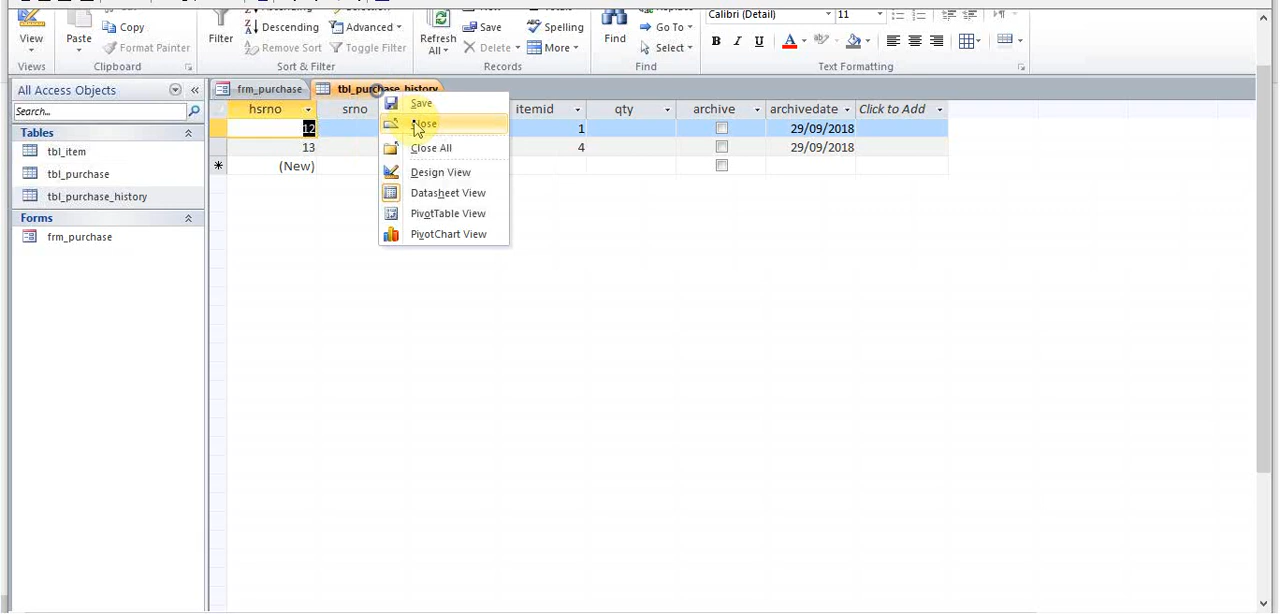 Calibri (Detail) 11
Copy
Format Painter
View
Paste
Clipboard
Views
Filter
Descending
Advanced
Remove Sort
Toggle Filter
Sort & Filter
Refresh
All
Save
Spelling
Delete
More
Records
Find
Go To
Select
Find
B I U A
Text Formatting
All Access Objects
Search...
Tables
tbl_item
tbl_purchase
tbl_purchase_history
Forms
frm_purchase
frm_purchase
tbl_purchase_history
hsrno srno itemid qty archive archivedate Click to Add
12 1 29/09/2018
13 4 29/09/2018
(New)
Save
Close
Close All
Design View
Datasheet View
PivotTable View
PivotChart View